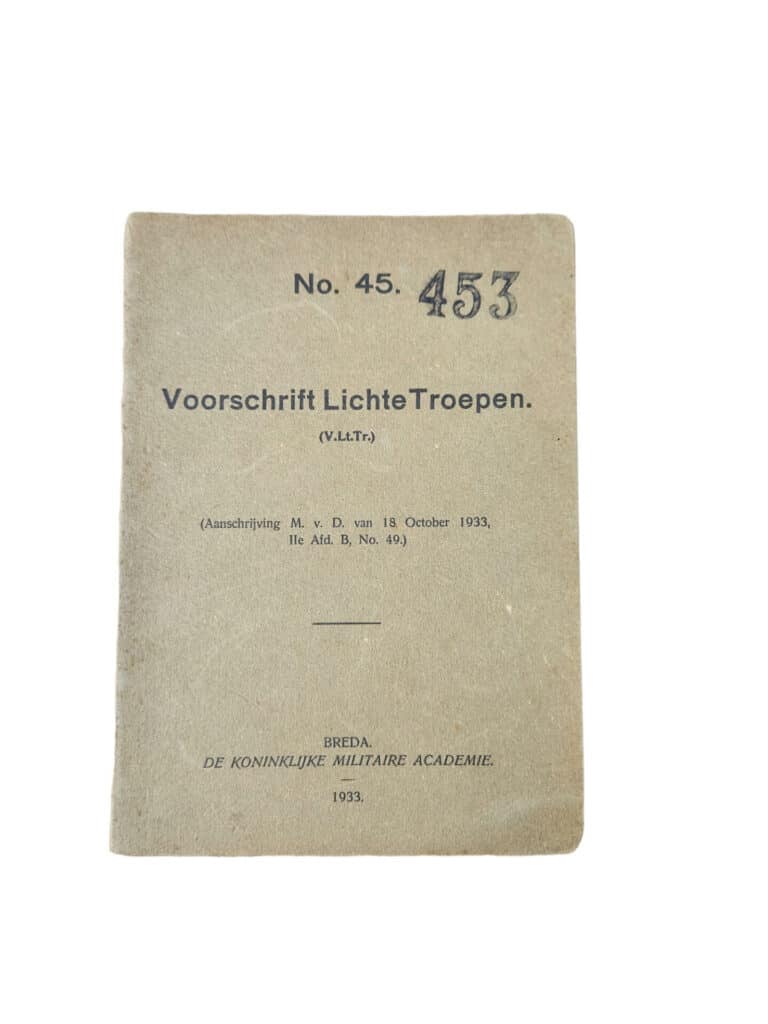 No. 45. 453
Voorschrift Lichte Troepen.
(V.Lt.Tr.)
(Aanschrijving M. v. D. van 18 October 1933,
IIe Afd. B, No. 49.)
BREDA.
DE KONINKLIJKE MILITAIRE ACADEMIE.
1933.